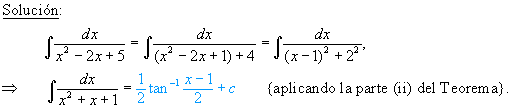 Solución:
∫ dx / (x² − 2x + 5) = ∫ dx / ((x² − 2x + 1) + 4) = ∫ dx / ((x − 1)² + 2²),
⇒ ∫ dx / (x² + x + 1) = 1/2 tan⁻¹ (x − 1)/2 + c {aplicando la parte (ii) del Teorema}.